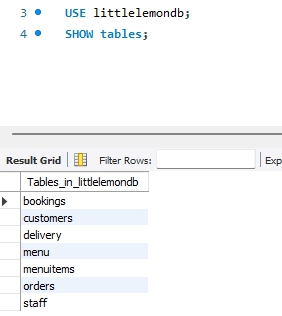 3 USE littlelemondb;
4 SHOW tables;
Result Grid Filter Rows: Exp
Tables_in_littlelemondb
bookings
customers
delivery
menu
menuitems
orders
staff